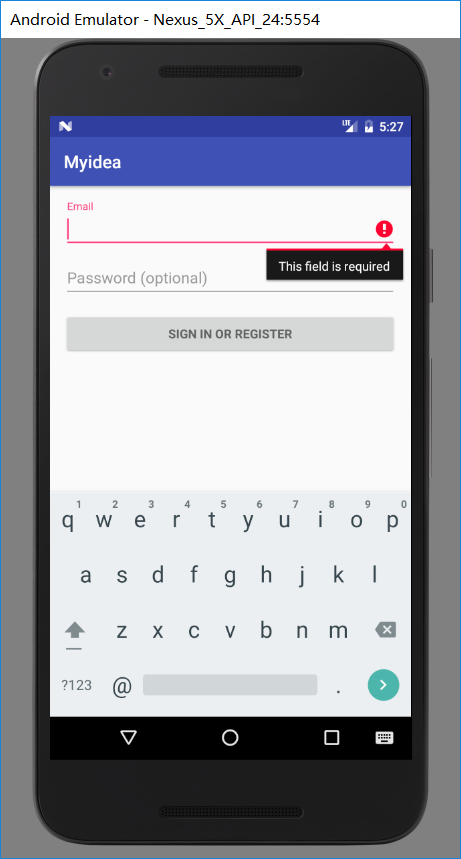 Android Emulator - Nexus_5X_API_24:5554
LTE 5:27
Myidea
Email
This field is required
Password (optional)
SIGN IN OR REGISTER
1 2 3 4 5 6 7 8 9 0
q w e r t y u i o p
a s d f g h j k l
z x c v b n m
?123 @ .